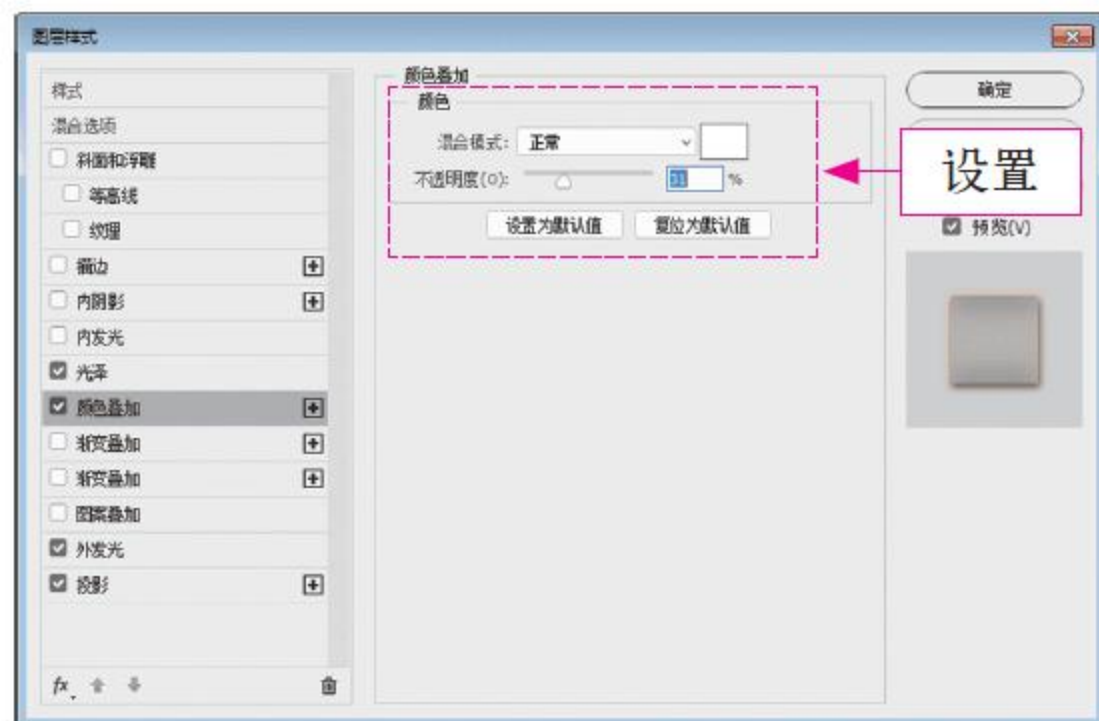 图层样式
样式
混合选项
斜面和浮雕
等高线
纹理
描边
内阴影
内发光
光泽
颜色叠加
渐变叠加
渐变叠加
图案叠加
外发光
投影
fx
颜色叠加
颜色
混合模式: 正常
不透明度(O): 31 %
设置为默认值 复位为默认值
确定
设置
预览(V)